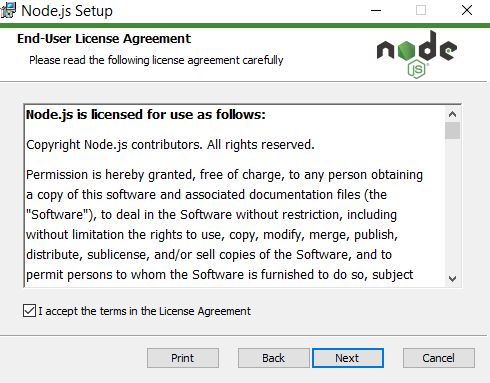 Node.js Setup
End-User License Agreement
Please read the following license agreement carefully
node
JS
Node.js is licensed for use as follows:
Copyright Node.js contributors. All rights reserved.
Permission is hereby granted, free of charge, to any person obtaining
a copy of this software and associated documentation files (the
"Software"), to deal in the Software without restriction, including
without limitation the rights to use, copy, modify, merge, publish,
distribute, sublicense, and/or sell copies of the Software, and to
permit persons to whom the Software is furnished to do so, subject
I accept the terms in the License Agreement
Print
Back
Next
Cancel